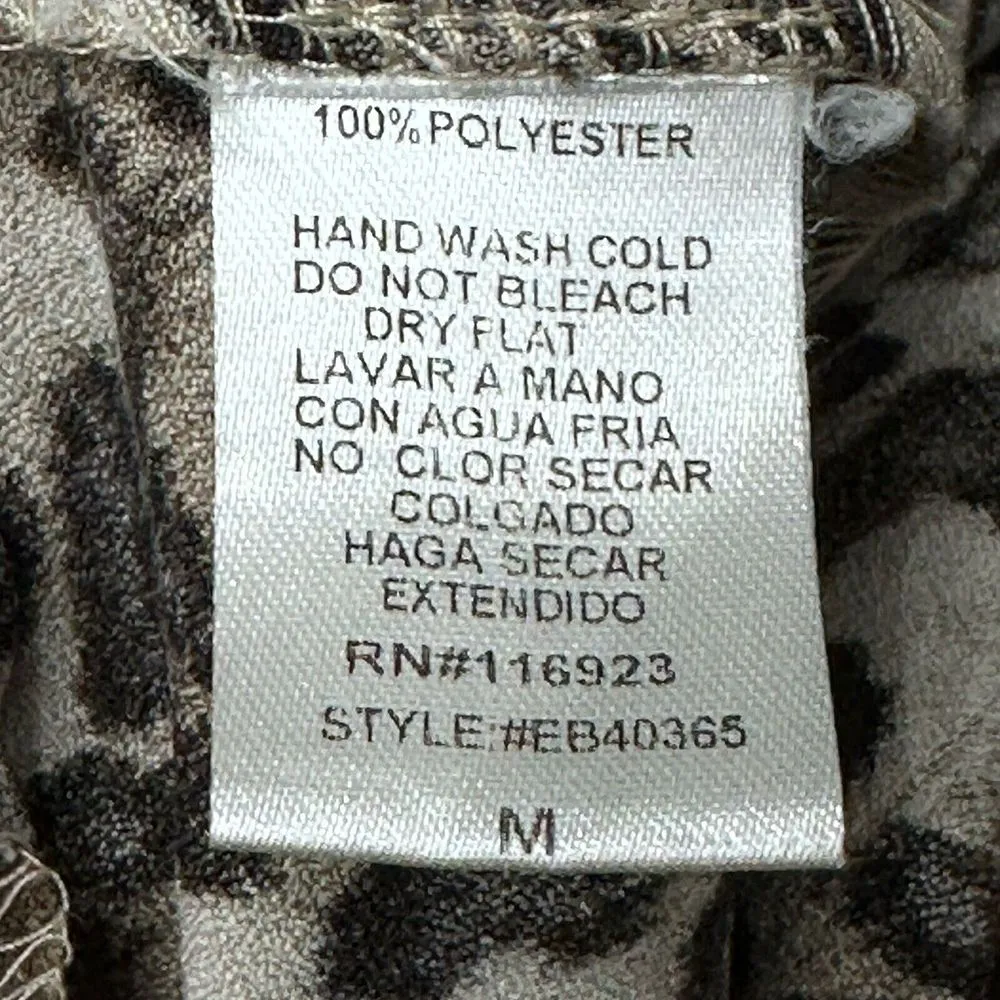 100% POLYESTER
HAND WASH COLD
DO NOT BLEACH
DRY FLAT
LAVAR A MANO
CON AGUA FRIA
NO CLOR SECAR
COLGADO
HAGA SECAR
EXTENDIDO
RN#116923
STYLE:#EB40365
M